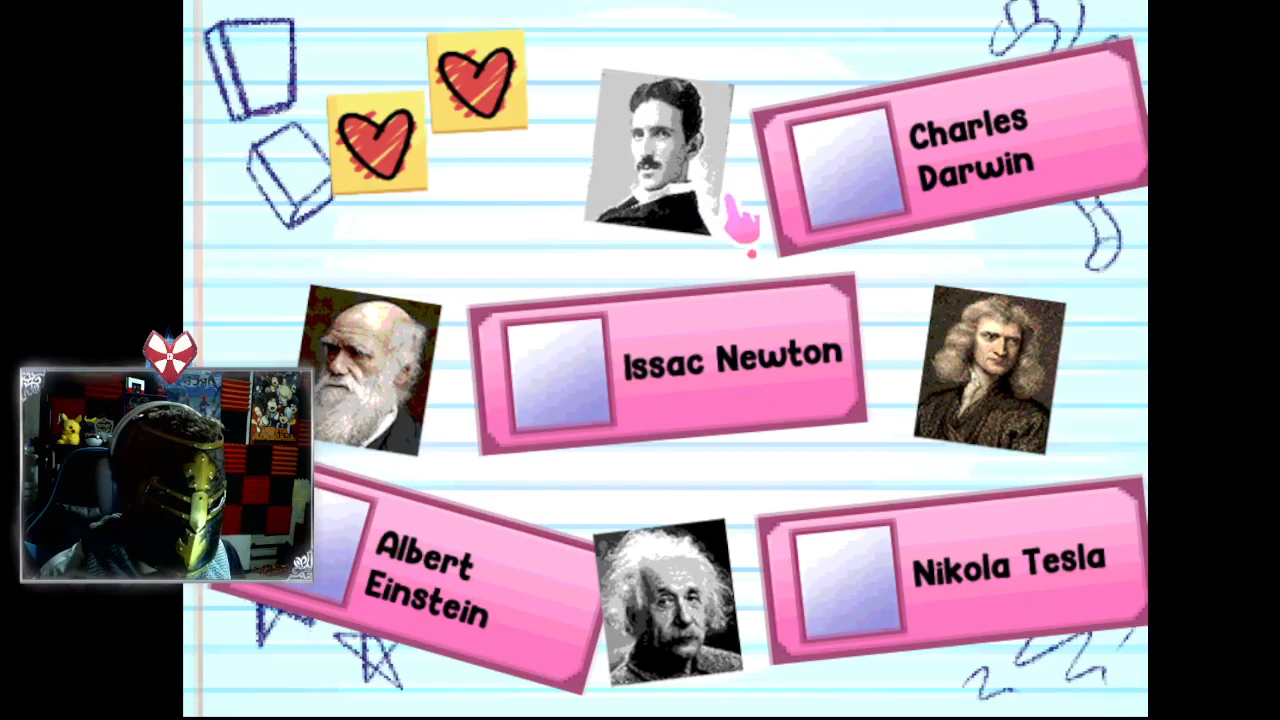 Charles
Darwin
Issac Newton
Albert
Einstein
Nikola Tesla